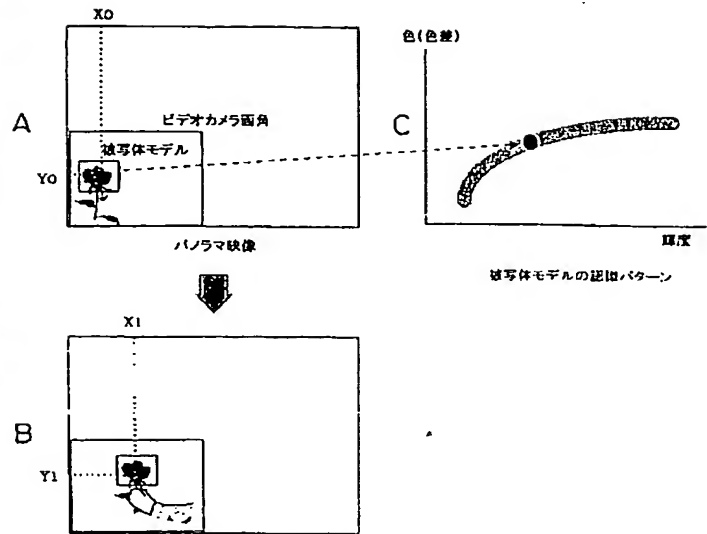 X0
A
ビデオカメラ画角
被写体モデル
Y0
パノラマ映像
色(色差)
C
輝度
被写体モデルの認識パターン
X1
B
Y1